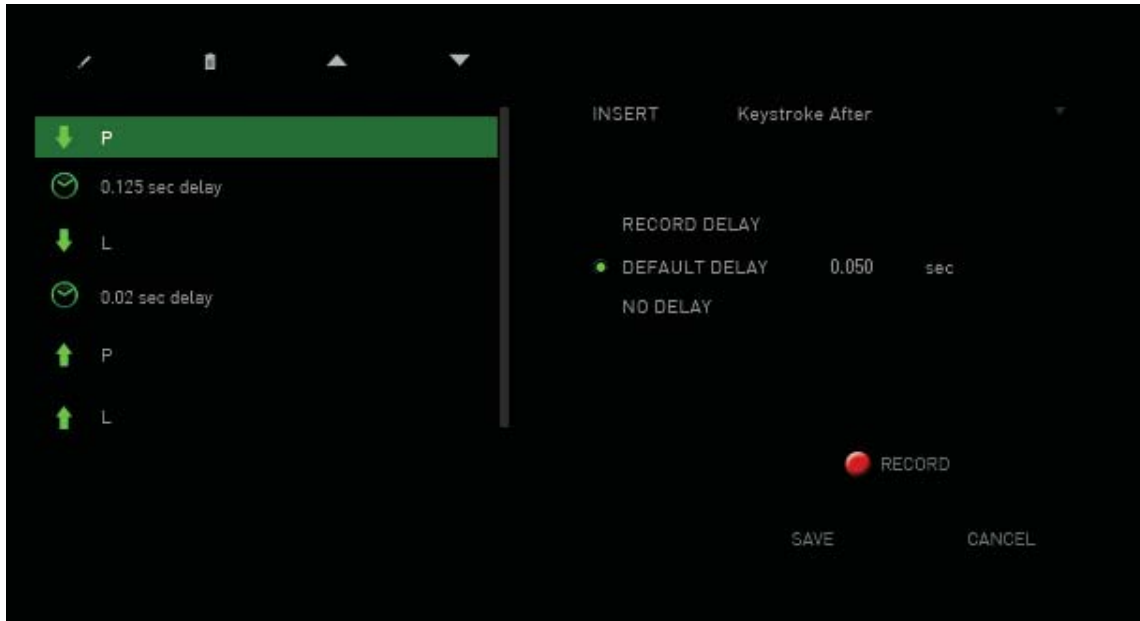 P
0.125 sec delay
L
0.02 sec delay
P
L
INSERT Keystroke After
RECORD DELAY
DEFAULT DELAY 0.050 sec
NO DELAY
RECORD
SAVE CANCEL